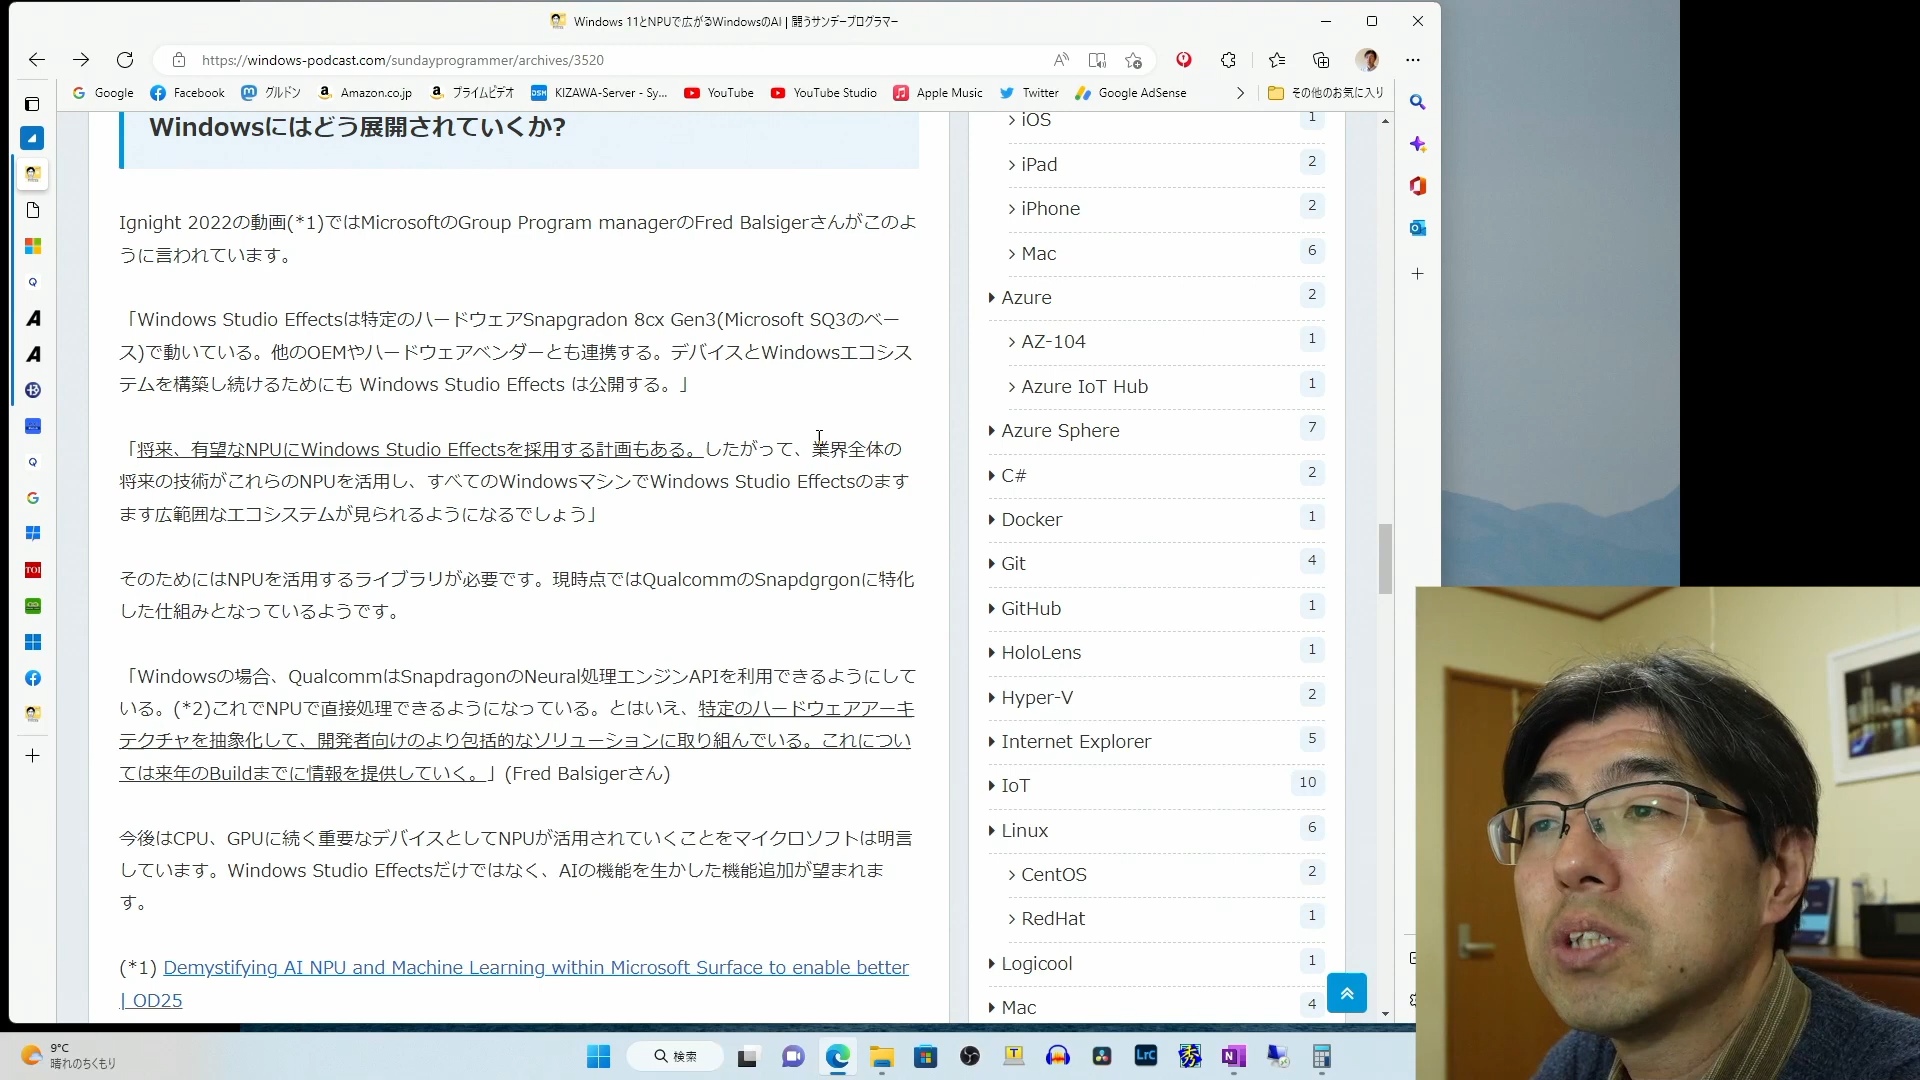 Windows 11とNPUで広がるWindowsのAI | 闘うサンデープログラマー
https://windows-podcast.com/sundayprogrammer/archives/3520
Google
Facebook
グルドン
Amazon.co.jp
プライムビデオ
DSM
KIZAWA-Server - Sy...
YouTube
YouTube Studio
Apple Music
Twitter
Google AdSense
その他のお気に入り
Windowsにはどう展開されていくか?
Ignight 2022の動画(*1)ではMicrosoftのGroup Program managerのFred Balsigerさんがこのよ
うに言われています。
「Windows Studio Effectsは特定のハードウェアSnapgradon 8cx Gen3(Microsoft SQ3のベー
ス)で動いている。他のOEMやハードウェアベンダーとも連携する。デバイスとWindowsエコシス
テムを構築し続けるためにも Windows Studio Effects は公開する。」
「将来、有望なNPUにWindows Studio Effectsを採用する計画もある。したがって、業界全体の
将来の技術がこれらのNPUを活用し、すべてのWindowsマシンでWindows Studio Effectsのます
ます広範囲なエコシステムが見られるようになるでしょう」
そのためにはNPUを活用するライブラリが必要です。現時点ではQualcommのSnapdgrgonに特化
した仕組みとなっているようです。
「Windowsの場合、QualcommはSnapdragonのNeural処理エンジンAPIを利用できるようにして
いる。(*2)これでNPUで直接処理できるようになっている。とはいえ、特定のハードウェアアーキ
テクチャを抽象化して、開発者向けのより包括的なソリューションに取り組んでいる。これについ
ては来年のBuildまでに情報を提供していく。」(Fred Balsigerさん)
今後はCPU、GPUに続く重要なデバイスとしてNPUが活用されていくことをマイクロソフトは明言
しています。Windows Studio Effectsだけではなく、AIの機能を生かした機能追加が望まれま
す。
(*1) Demystifying AI NPU and Machine Learning within Microsoft Surface to enable better
| OD25
iOS 1
iPad 2
iPhone 2
Mac 6
Azure 2
AZ-104 1
Azure IoT Hub 1
Azure Sphere 7
C# 2
Docker 1
Git 4
GitHub 1
HoloLens 1
Hyper-V 2
Internet Explorer 5
IoT 10
Linux 6
CentOS 2
RedHat 1
Logicool 1
Mac 4
9°C
晴れのちくもり
検索
LrC